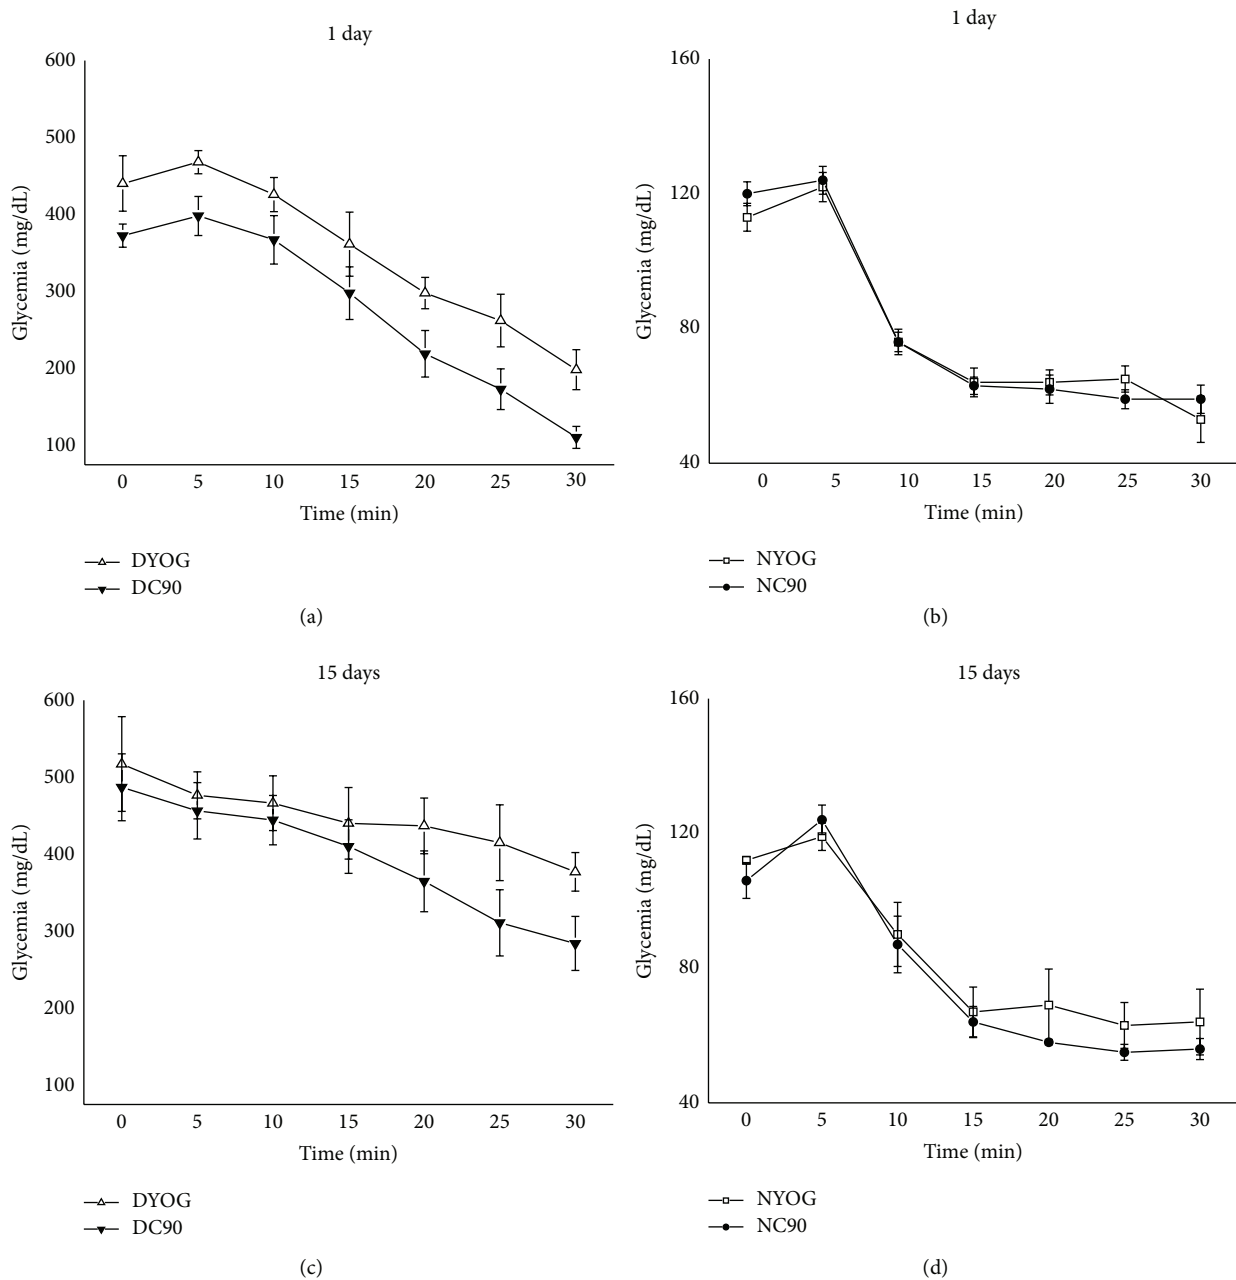 1 day
600
500
400
300
200
100
Glycemia (mg/dL)
0 5 10 15 20 25 30
Time (min)
DYOG
DC90
(a)
1 day
160
120
80
40
Glycemia (mg/dL)
0 5 10 15 20 25 30
Time (min)
NYOG
NC90
(b)
15 days
600
500
400
300
200
100
Glycemia (mg/dL)
0 5 10 15 20 25 30
Time (min)
DYOG
DC90
(c)
15 days
160
120
80
40
Glycemia (mg/dL)
0 5 10 15 20 25 30
Time (min)
NYOG
NC90
(d)